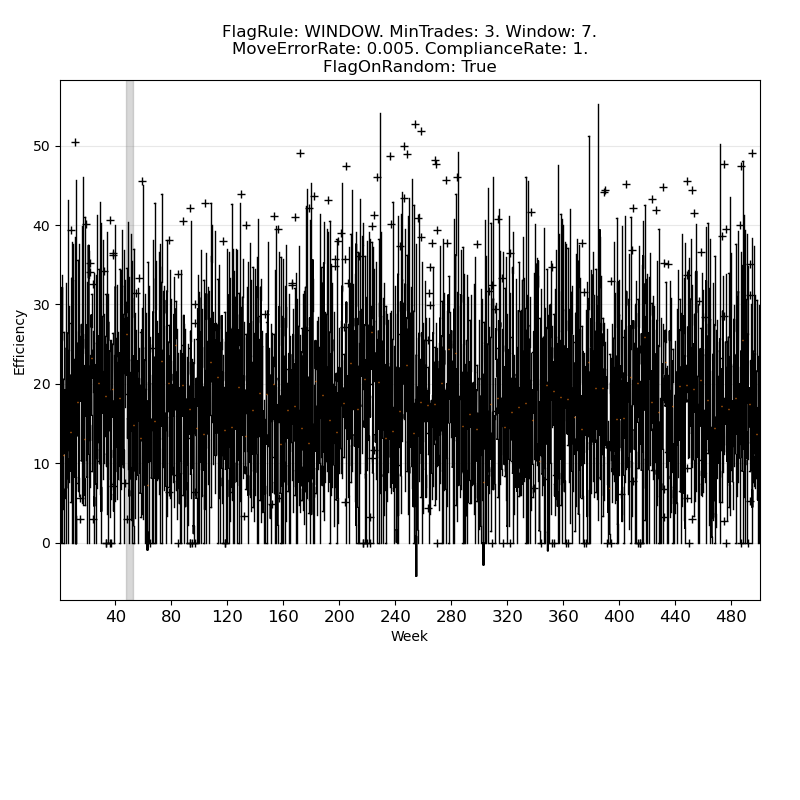 FlagRule: WINDOW. MinTrades: 3. Window: 7.
MoveErrorRate: 0.005. ComplianceRate: 1.
FlagOnRandom: True
Efficiency
50
40
30
20
10
0
40 80 120 160 200 240 280 320 360 400 440 480
Week